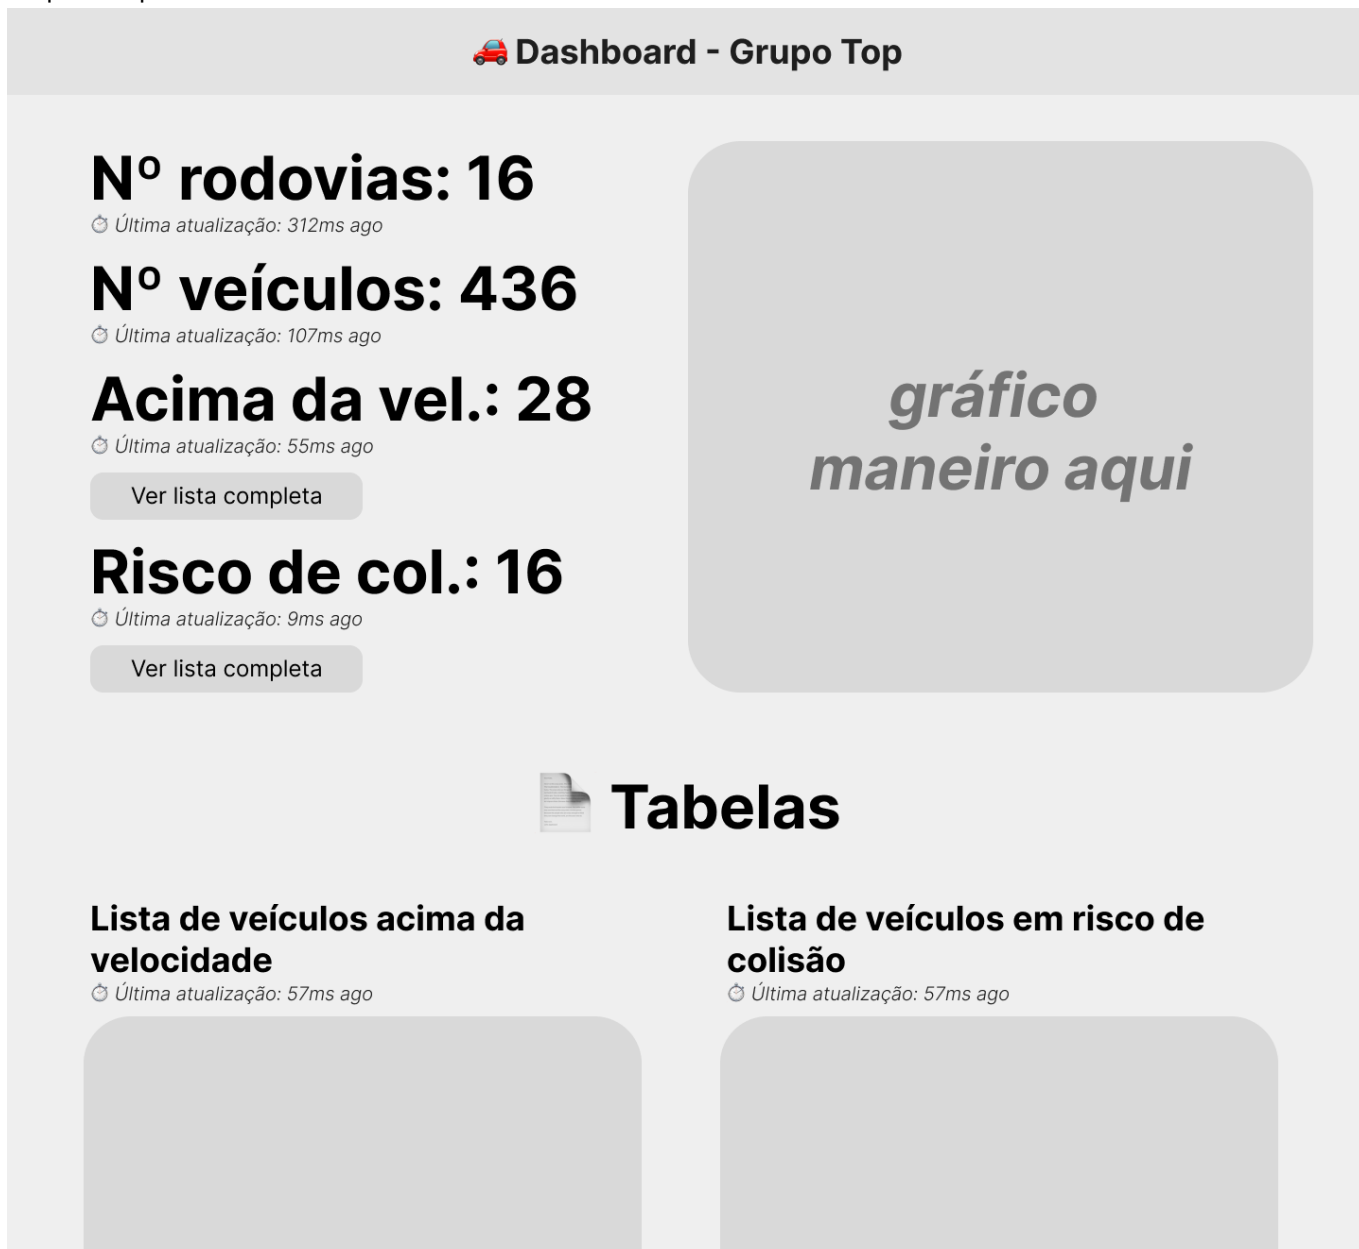 Dashboard - Grupo Top
Nº rodovias: 16
Última atualização: 312ms ago
Nº veículos: 436
Última atualização: 107ms ago
Acima da vel.: 28
Última atualização: 55ms ago
Ver lista completa
Risco de col.: 16
Última atualização: 9ms ago
Ver lista completa
gráfico
maneiro aqui
Tabelas
Lista de veículos acima da
velocidade
Última atualização: 57ms ago
Lista de veículos em risco de
colisão
Última atualização: 57ms ago